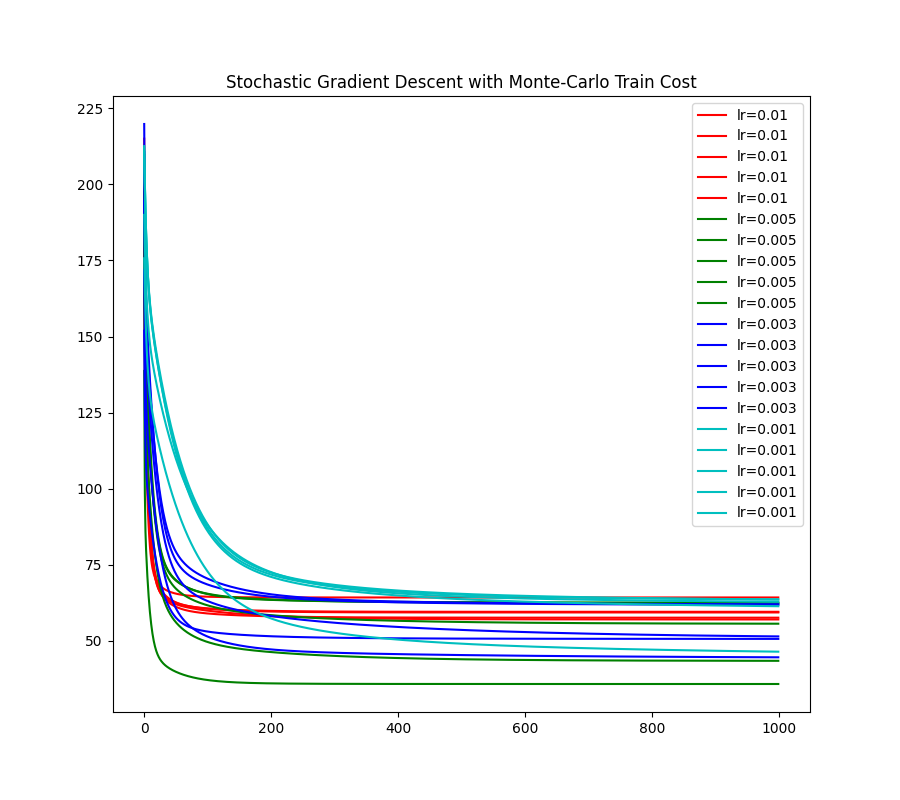 Stochastic Gradient Descent with Monte-Carlo Train Cost
225
200
175
150
125
100
75
50
0
200
400
600
800
1000
lr=0.01
lr=0.01
lr=0.01
lr=0.01
lr=0.01
lr=0.005
lr=0.005
lr=0.005
lr=0.005
lr=0.005
lr=0.003
lr=0.003
lr=0.003
lr=0.003
lr=0.003
lr=0.001
lr=0.001
lr=0.001
lr=0.001
lr=0.001